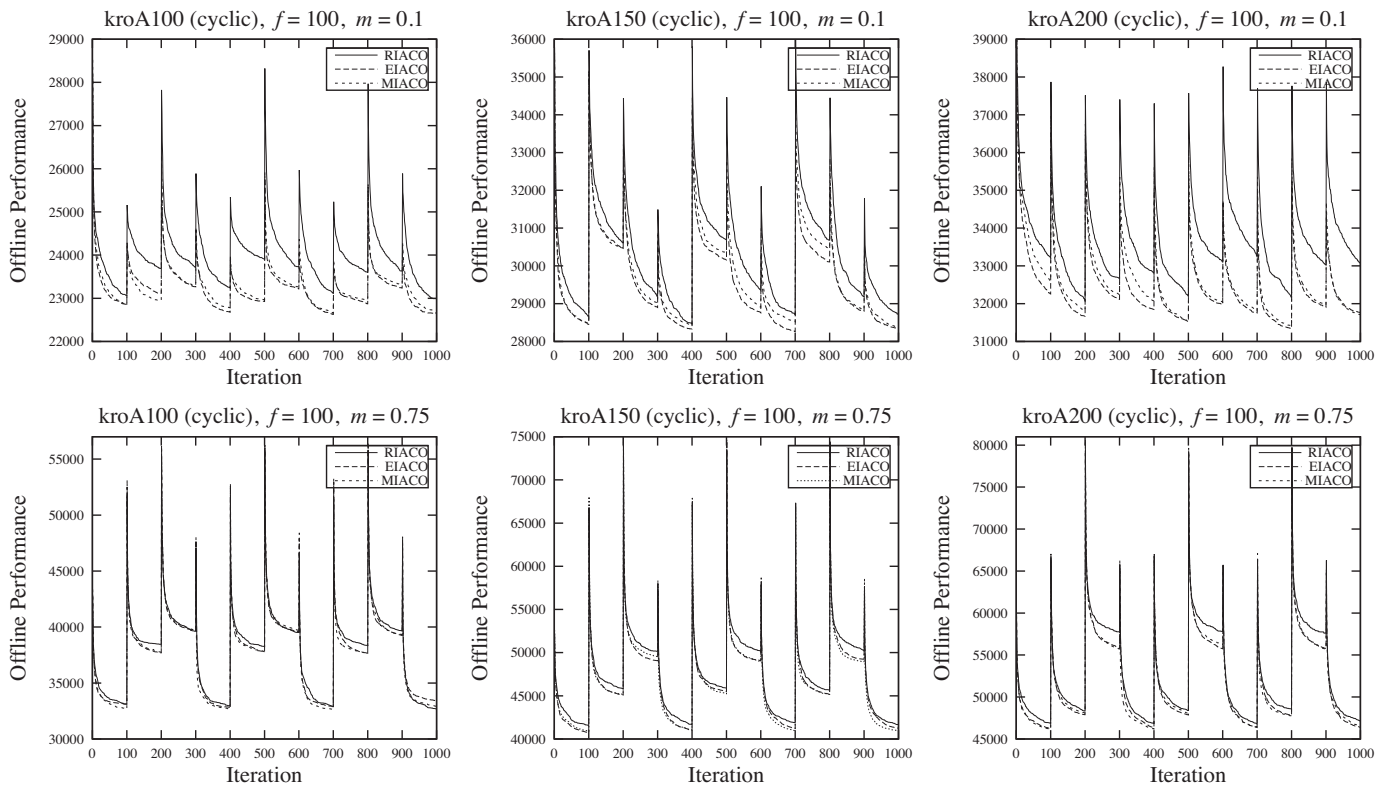 kroA100 (cyclic), f = 100, m = 0.1
29000
28000
27000
26000
25000
24000
23000
22000
Offline Performance
RIACO
EIACO
MIACO
0 100 200 300 400 500 600 700 800 900 1000
Iteration
kroA150 (cyclic), f = 100, m = 0.1
36000
35000
34000
33000
32000
31000
30000
29000
28000
Offline Performance
RIACO
EIACO
MIACO
0 100 200 300 400 500 600 700 800 900 1000
Iteration
kroA200 (cyclic), f = 100, m = 0.1
39000
38000
37000
36000
35000
34000
33000
32000
31000
Offline Performance
RIACO
EIACO
MIACO
0 100 200 300 400 500 600 700 800 900 1000
Iteration
kroA100 (cyclic), f = 100, m = 0.75
55000
50000
45000
40000
35000
30000
Offline Performance
RIACO
EIACO
MIACO
0 100 200 300 400 500 600 700 800 900 1000
Iteration
kroA150 (cyclic), f = 100, m = 0.75
75000
70000
65000
60000
55000
50000
45000
40000
Offline Performance
RIACO
EIACO
MIACO
0 100 200 300 400 500 600 700 800 900 1000
Iteration
kroA200 (cyclic), f = 100, m = 0.75
80000
75000
70000
65000
60000
55000
50000
45000
Offline Performance
RIACO
EIACO
MIACO
0 100 200 300 400 500 600 700 800 900 1000
Iteration